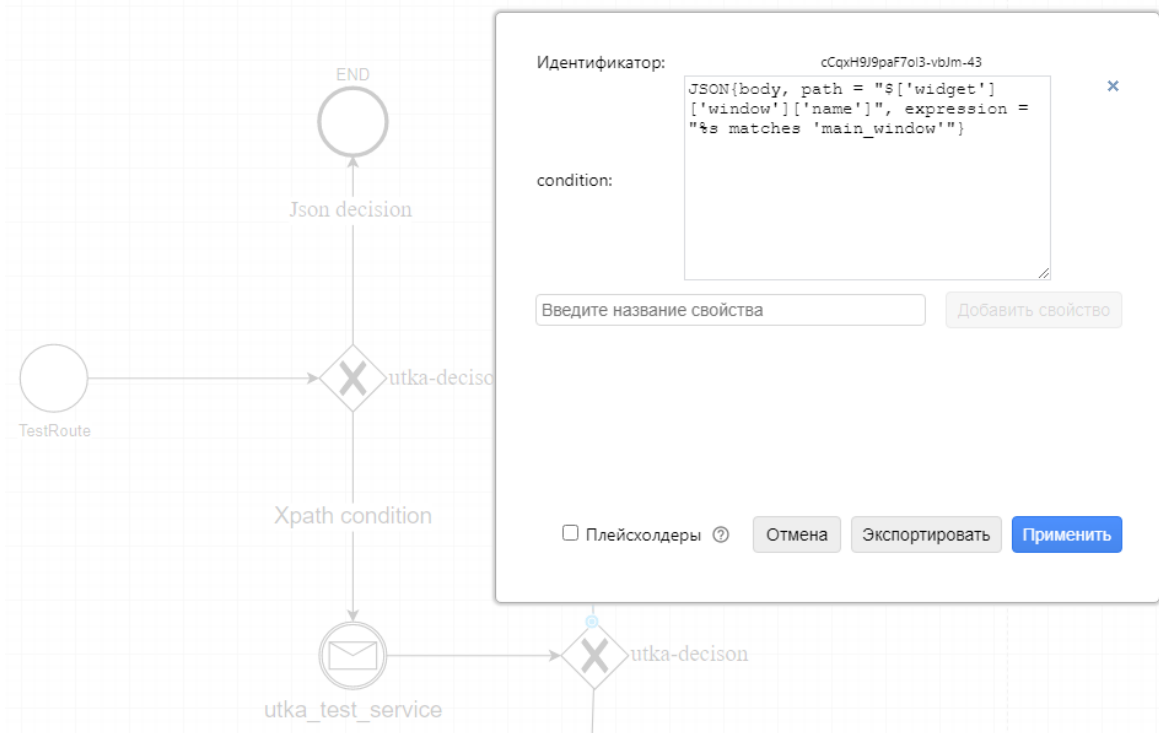 END
Json decision
TestRoute
utka-deciso
Xpath condition
utka_test_service
utka-decison
Идентификатор:
cCqxH9J9paF7ol3-vbJm-43
condition:
JSON{body, path = "$['widget']
['window']['name']", expression =
"%s matches 'main_window'"}
Введите название свойства
Добавить свойство
Плейсхолдеры
Отмена
Экспортировать
Применить